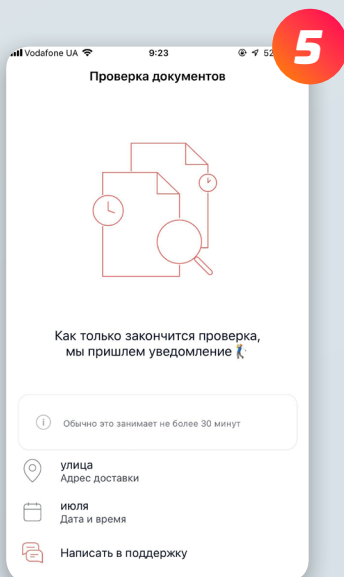 Vodafone UA 9:23 52
5
Проверка документов
Как только закончится проверка,
мы пришлем уведомление
Обычно это занимает не более 30 минут
улица
Адрес доставки
июля
Дата и время
Написать в поддержку